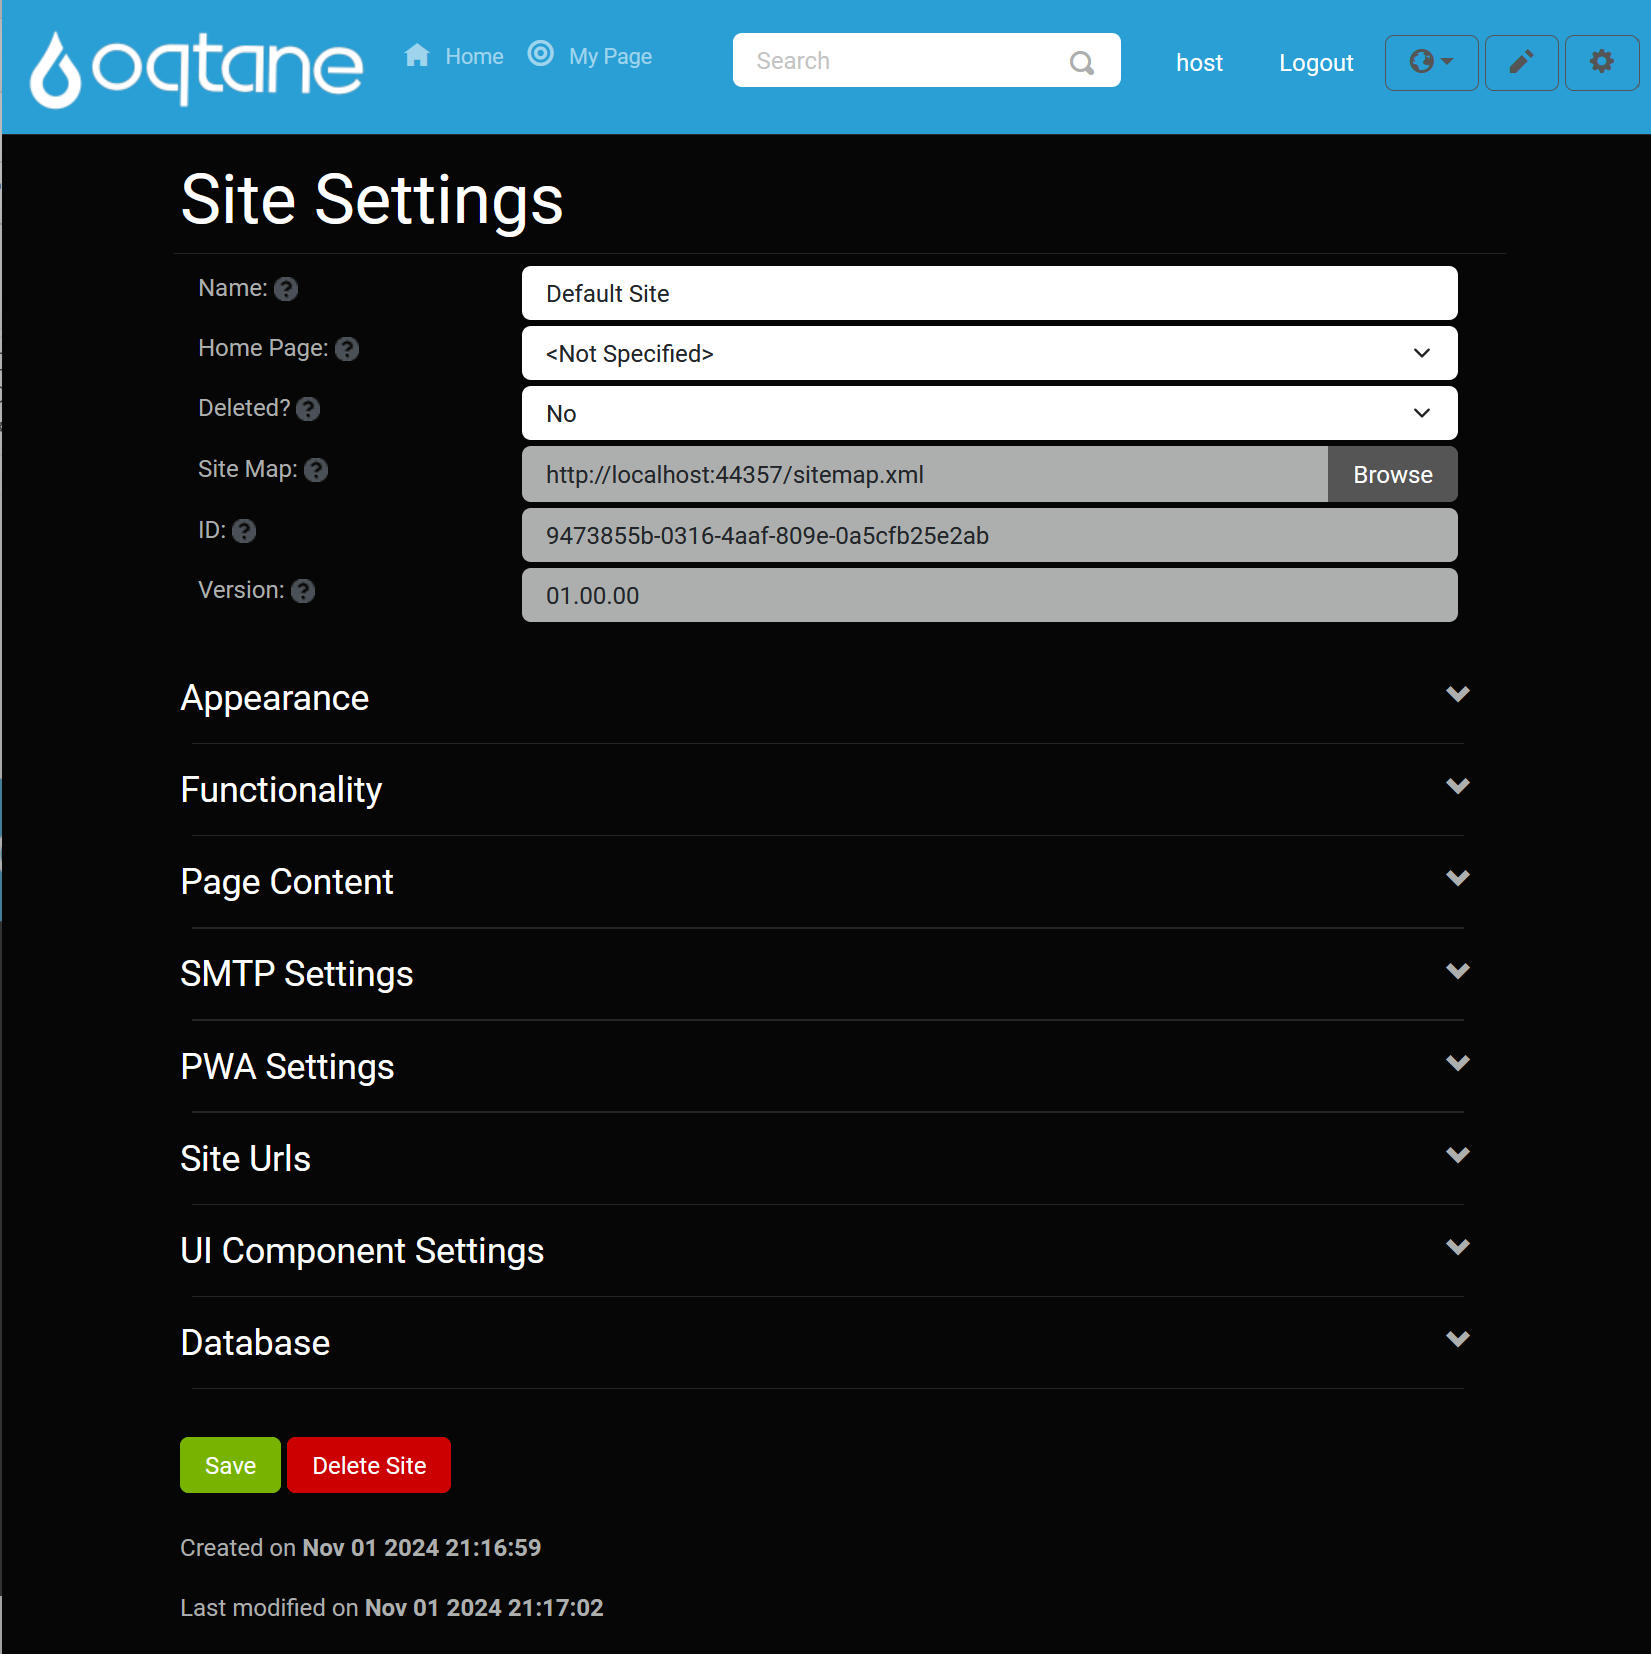 oqtane Home My Page Search host Logout
Site Settings
Name: Default Site
Home Page: <Not Specified>
Deleted? No
Site Map: http://localhost:44357/sitemap.xml Browse
ID: 9473855b-0316-4aaf-809e-0a5cfb25e2ab
Version: 01.00.00
Appearance
Functionality
Page Content
SMTP Settings
PWA Settings
Site Urls
UI Component Settings
Database
Save Delete Site
Created on Nov 01 2024 21:16:59
Last modified on Nov 01 2024 21:17:02